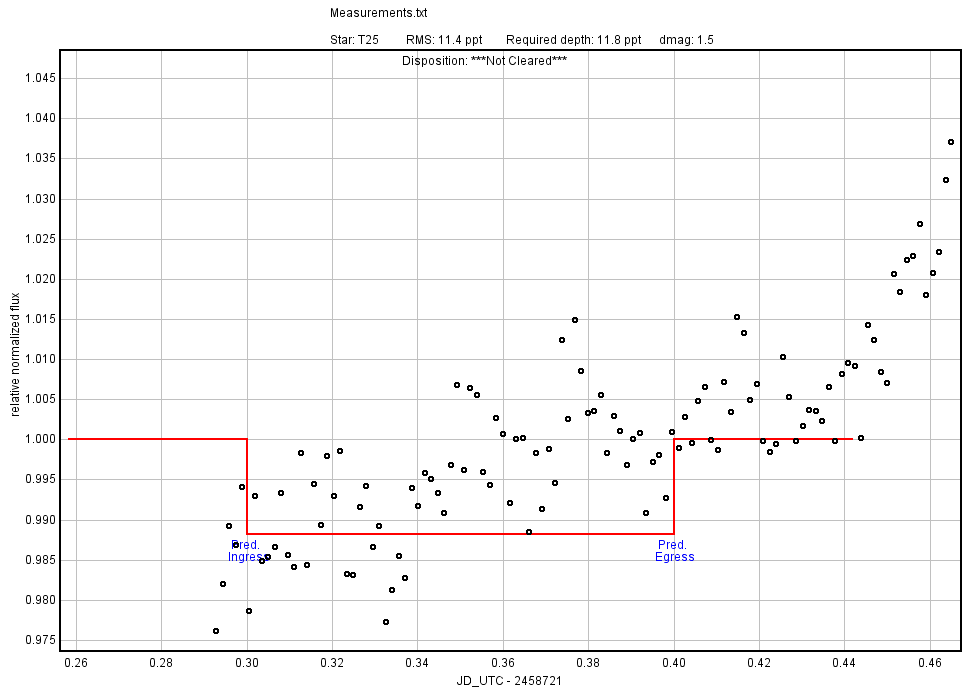 Measurements.txt
Star: T25 RMS: 11.4 ppt Required depth: 11.8 ppt dmag: 1.5
Disposition: ***Not Cleared***
1.045
1.040
1.035
1.030
1.025
1.020
1.015
1.010
1.005
1.000
0.995
0.990
0.985
0.980
0.975
relative normalized flux
Pred.
Ingress
Pred.
Egress
0.26 0.28 0.30 0.32 0.34 0.36 0.38 0.40 0.42 0.44 0.46
JD_UTC - 2458721